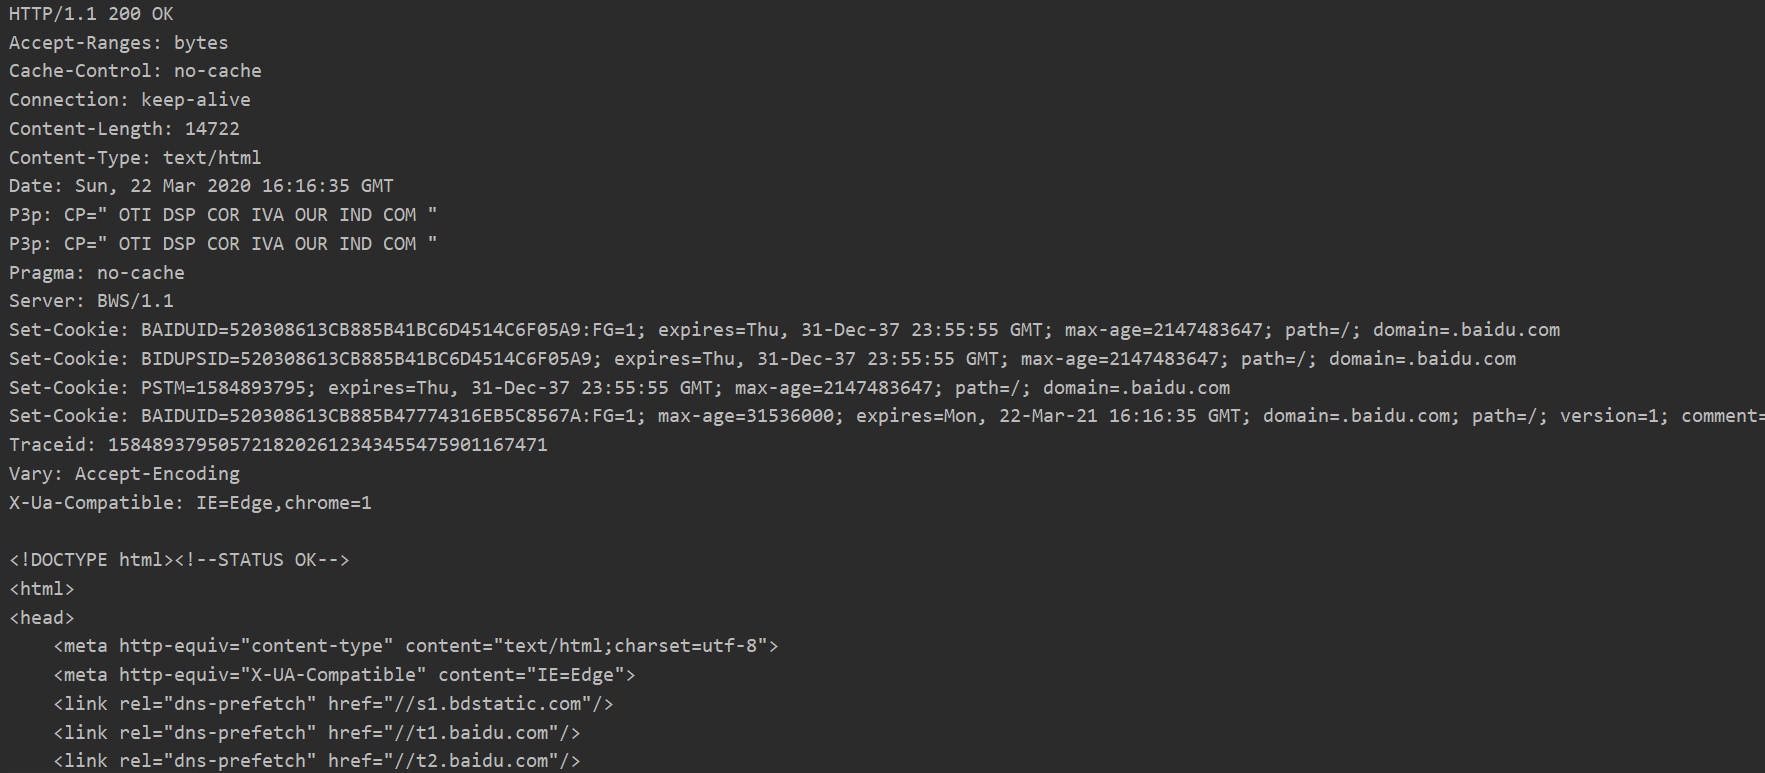 HTTP/1.1 200 OK
Accept-Ranges: bytes
Cache-Control: no-cache
Connection: keep-alive
Content-Length: 14722
Content-Type: text/html
Date: Sun, 22 Mar 2020 16:16:35 GMT
P3p: CP=" OTI DSP COR IVA OUR IND COM "
P3p: CP=" OTI DSP COR IVA OUR IND COM "
Pragma: no-cache
Server: BWS/1.1
Set-Cookie: BAIDUID=520308613CB885B41BC6D4514C6F05A9:FG=1; expires=Thu, 31-Dec-37 23:55:55 GMT; max-age=2147483647; path=/; domain=.baidu.com
Set-Cookie: BIDUPSID=520308613CB885B41BC6D4514C6F05A9; expires=Thu, 31-Dec-37 23:55:55 GMT; max-age=2147483647; path=/; domain=.baidu.com
Set-Cookie: PSTM=1584893795; expires=Thu, 31-Dec-37 23:55:55 GMT; max-age=2147483647; path=/; domain=.baidu.com
Set-Cookie: BAIDUID=520308613CB885B47774316EB5C8567A:FG=1; max-age=31536000; expires=Mon, 22-Mar-21 16:16:35 GMT; domain=.baidu.com; path=/; version=1; comment=
Traceid: 1584893795057218202612343455475901167471
Vary: Accept-Encoding
X-Ua-Compatible: IE=Edge,chrome=1
<!DOCTYPE html><!--STATUS OK-->
<html>
<head>
    <meta http-equiv="content-type" content="text/html;charset=utf-8">
    <meta http-equiv="X-UA-Compatible" content="IE=Edge">
    <link rel="dns-prefetch" href="//s1.bdstatic.com"/>
    <link rel="dns-prefetch" href="//t1.baidu.com"/>
    <link rel="dns-prefetch" href="//t2.baidu.com"/>